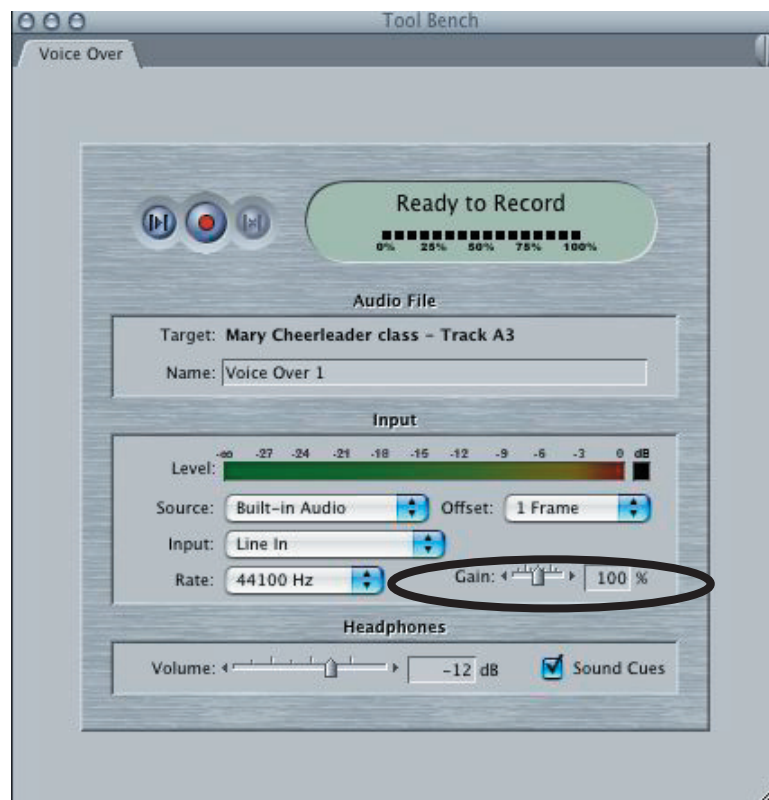 Tool Bench
Voice Over
Ready to Record
0% 25% 50% 75% 100%
Audio File
Target: Mary Cheerleader class – Track A3
Name: Voice Over 1
Input
-∞ -27 -24 -21 -18 -15 -12 -9 -6 -3 0 dB
Level:
Source: Built-in Audio Offset: 1 Frame
Input: Line In
Rate: 44100 Hz Gain: 100 %
Headphones
Volume: -12 dB Sound Cues